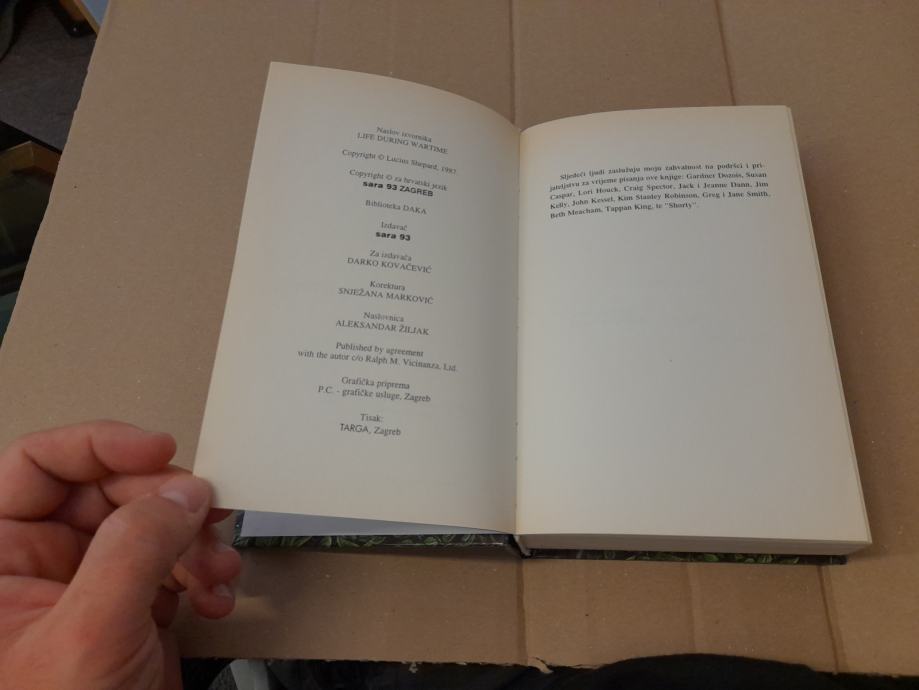 Naslov izvornika
LIFE DURING WARTIME
Copyright © Lucius Shepard, 1987.
Copyright © za hrvatski jezik
sara 93 ZAGREB
Biblioteka DAKA
Izdavač
sara 93
Za izdavača
DARKO KOVAČEVIĆ
Korektura
SNJEŽANA MARKOVIĆ
Naslovnica
ALEKSANDAR ŽILJAK
Published by agreement
with the autor c/o Ralph M. Vicinanza, Ltd.
Grafička priprema
P.C. - grafičke usluge, Zagreb
Tisak:
TARGA, Zagreb
Sljedeći ljudi zaslužuju moju zahvalnost na podršci i pri-
jateljstvu za vrijeme pisanja ove knjige: Gardner Dozois, Susan
Caspar, Lori Houck, Craig Spector, Jack i Jeanne Dann, Jim
Kelly, John Kessel, Kim Stanley Robinson, Greg i Jane Smith,
Beth Meacham, Tappan King, te "Shorty".